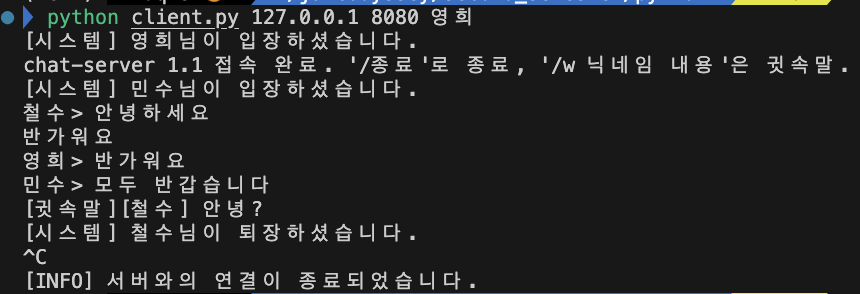 python client.py 127.0.0.1 8080 영희
[시스템] 영희님이 입장하셨습니다.
chat-server 1.1 접속 완료. '/종료'로 종료, '/w 닉네임 내용'은 귓속말.
[시스템] 민수님이 입장하셨습니다.
철수> 안녕하세요
반가워요
영희> 반가워요
민수> 모두 반갑습니다
[귓속말][철수] 안녕?
[시스템] 철수님이 퇴장하셨습니다.
^C
[INFO] 서버와의 연결이 종료되었습니다.